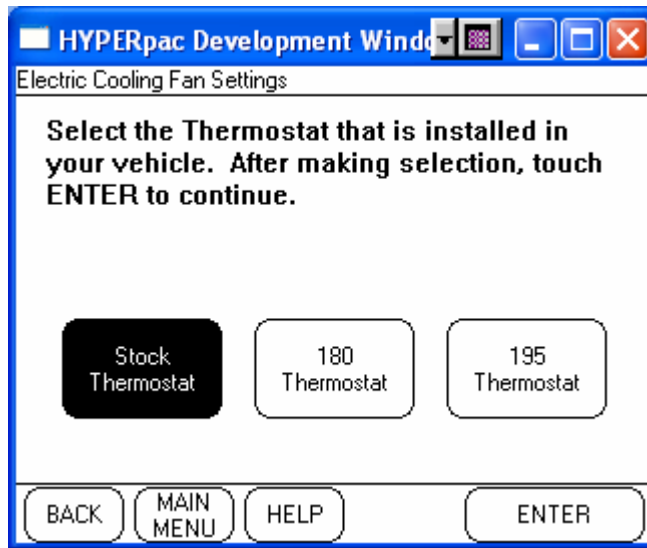 HYPERpac Development Windo
Electric Cooling Fan Settings
Select the Thermostat that is installed in
your vehicle. After making selection, touch
ENTER to continue.
Stock
Thermostat
180
Thermostat
195
Thermostat
BACK
MAIN
MENU
HELP
ENTER